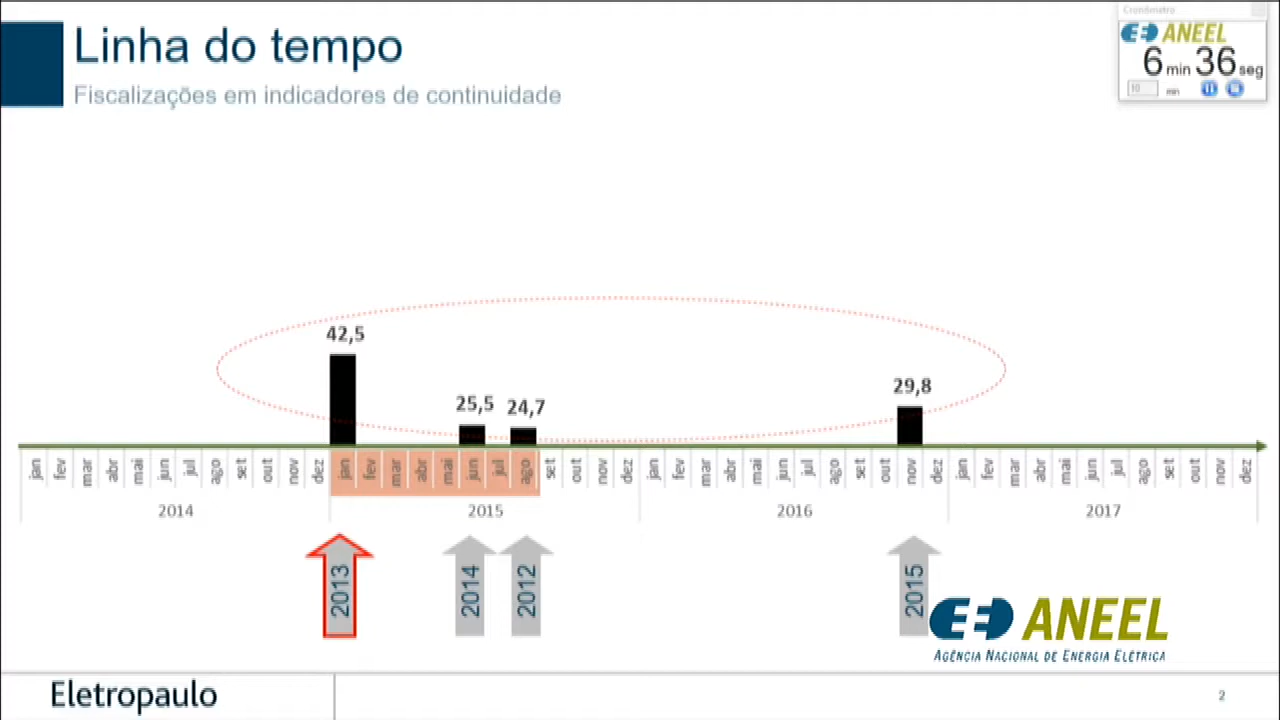 Linha do tempo
Fiscalizações em indicadores de continuidade
Cronômetro
ANEEL
6 min 36 seg
10 min
42,5
25,5
24,7
29,8
jan fev mar abr mai jun jul ago set out nov dez jan fev mar abr mai jun jul ago set out nov dez jan fev mar abr mai jun jul ago set out nov dez jan fev mar abr mai jun jul ago set out nov dez
2014 2015 2016 2017
2013
2014
2012
2015
ANEEL
AGÊNCIA NACIONAL DE ENERGIA ELÉTRICA
Eletropaulo
2